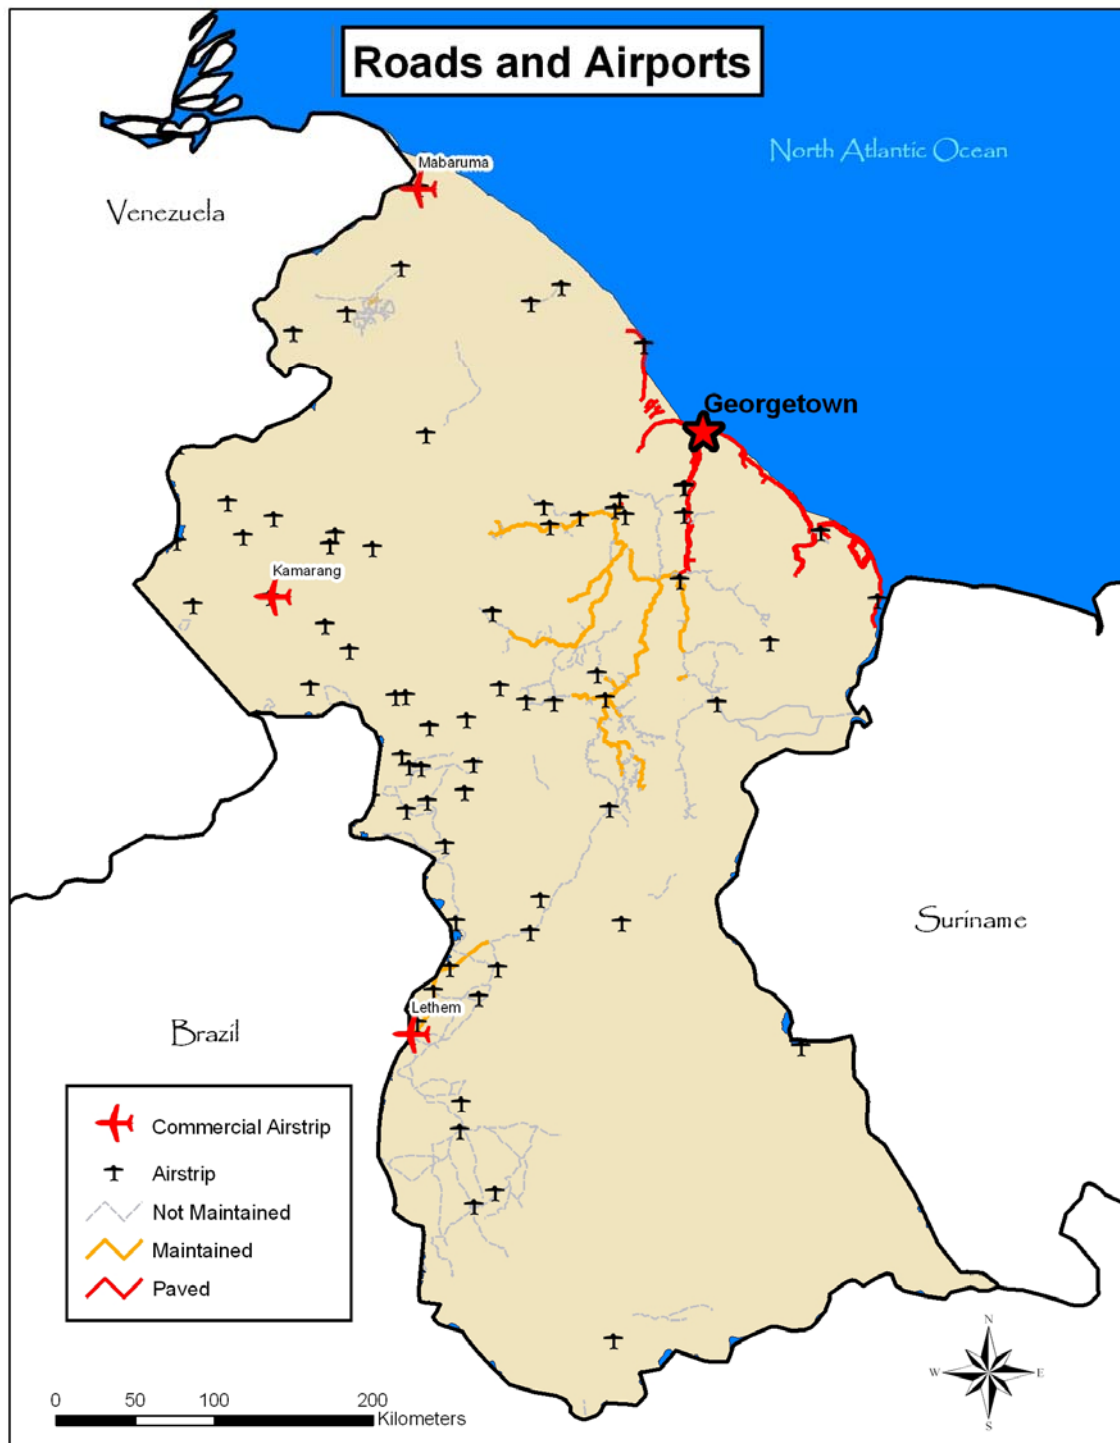 Roads and Airports
North Atlantic Ocean
Mabaruma
Venezuela
Georgetown
Kamarang
Suriname
Lethem
Brazil
Commercial Airstrip
Airstrip
Not Maintained
Maintained
Paved
N
W E
S
0 50 100 200
Kilometers